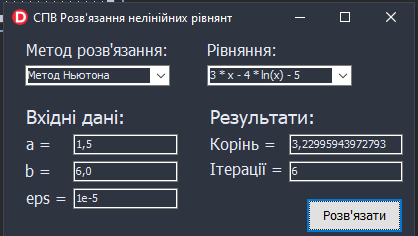 D СПВ Розв'язання нелінійних рівнянт
Метод розв'язання: Рівняння:
Метод Ньютона 3 * x - 4 * ln(x) - 5
Вхідні дані: Результати:
a = 1,5 Корінь = 3,22995943972793
b = 6,0 Ітерації = 6
eps = 1e-5
Розв'язати